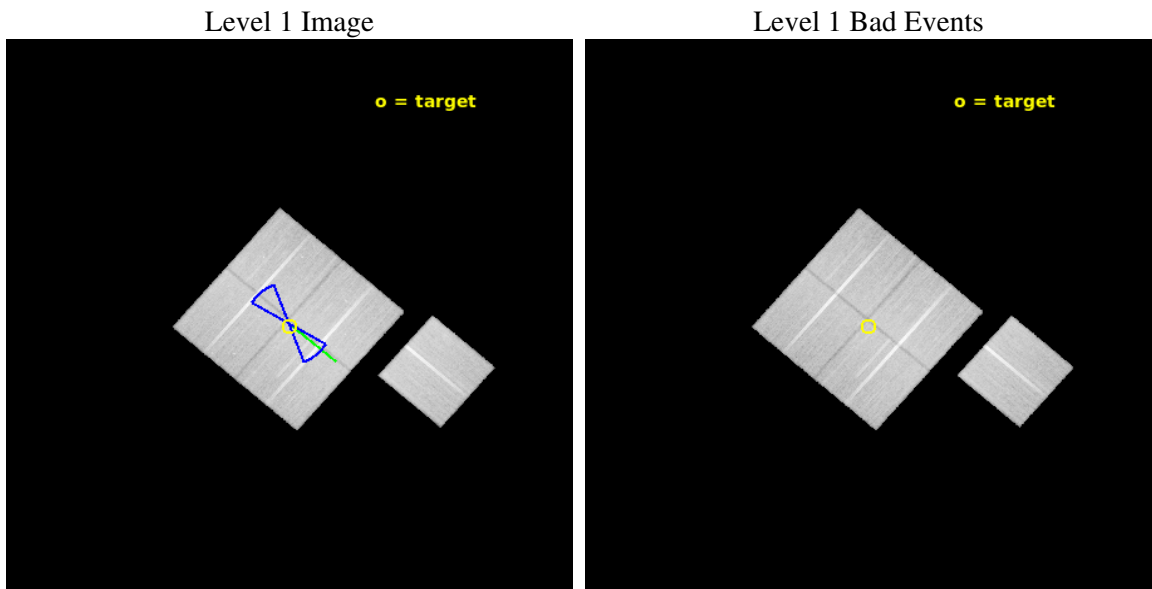 Level 1 Image
Level 1 Bad Events
o = target
o = target